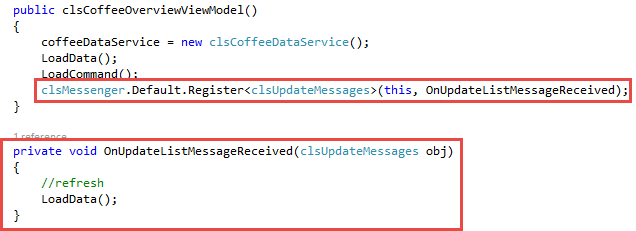 public clsCoffeeOverviewViewModel()
{
coffeeDataService = new clsCoffeeDataService();
LoadData();
LoadCommand();
clsMessenger.Default.Register<clsUpdateMessages>(this, OnUpdateListMessageReceived);
}
1 reference
private void OnUpdateListMessageReceived(clsUpdateMessages obj)
{
//refresh
LoadData();
}